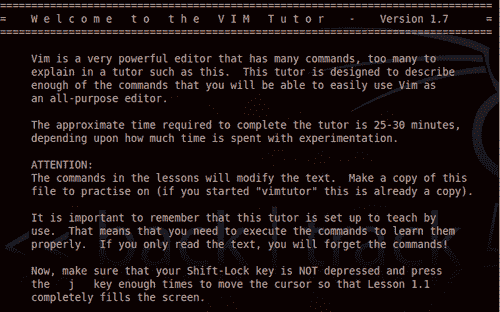 ===============================================================================
=    W e l c o m e   t o   t h e   V I M   T u t o r    -    Version 1.7      =
===============================================================================
Vim is a very powerful editor that has many commands, too many to
explain in a tutor such as this.  This tutor is designed to describe
enough of the commands that you will be able to easily use Vim as
an all-purpose editor.
The approximate time required to complete the tutor is 25-30 minutes,
depending upon how much time is spent with experimentation.
ATTENTION:
The commands in the lessons will modify the text.  Make a copy of this
file to practise on (if you started "vimtutor" this is already a copy).
It is important to remember that this tutor is set up to teach by
use.  That means that you need to execute the commands to learn them
properly.  If you only read the text, you will forget the commands!
<< back | track
Now, make sure that your Shift-Lock key is NOT depressed and press
the   j   key enough times to move the cursor so that Lesson 1.1
completely fills the screen.